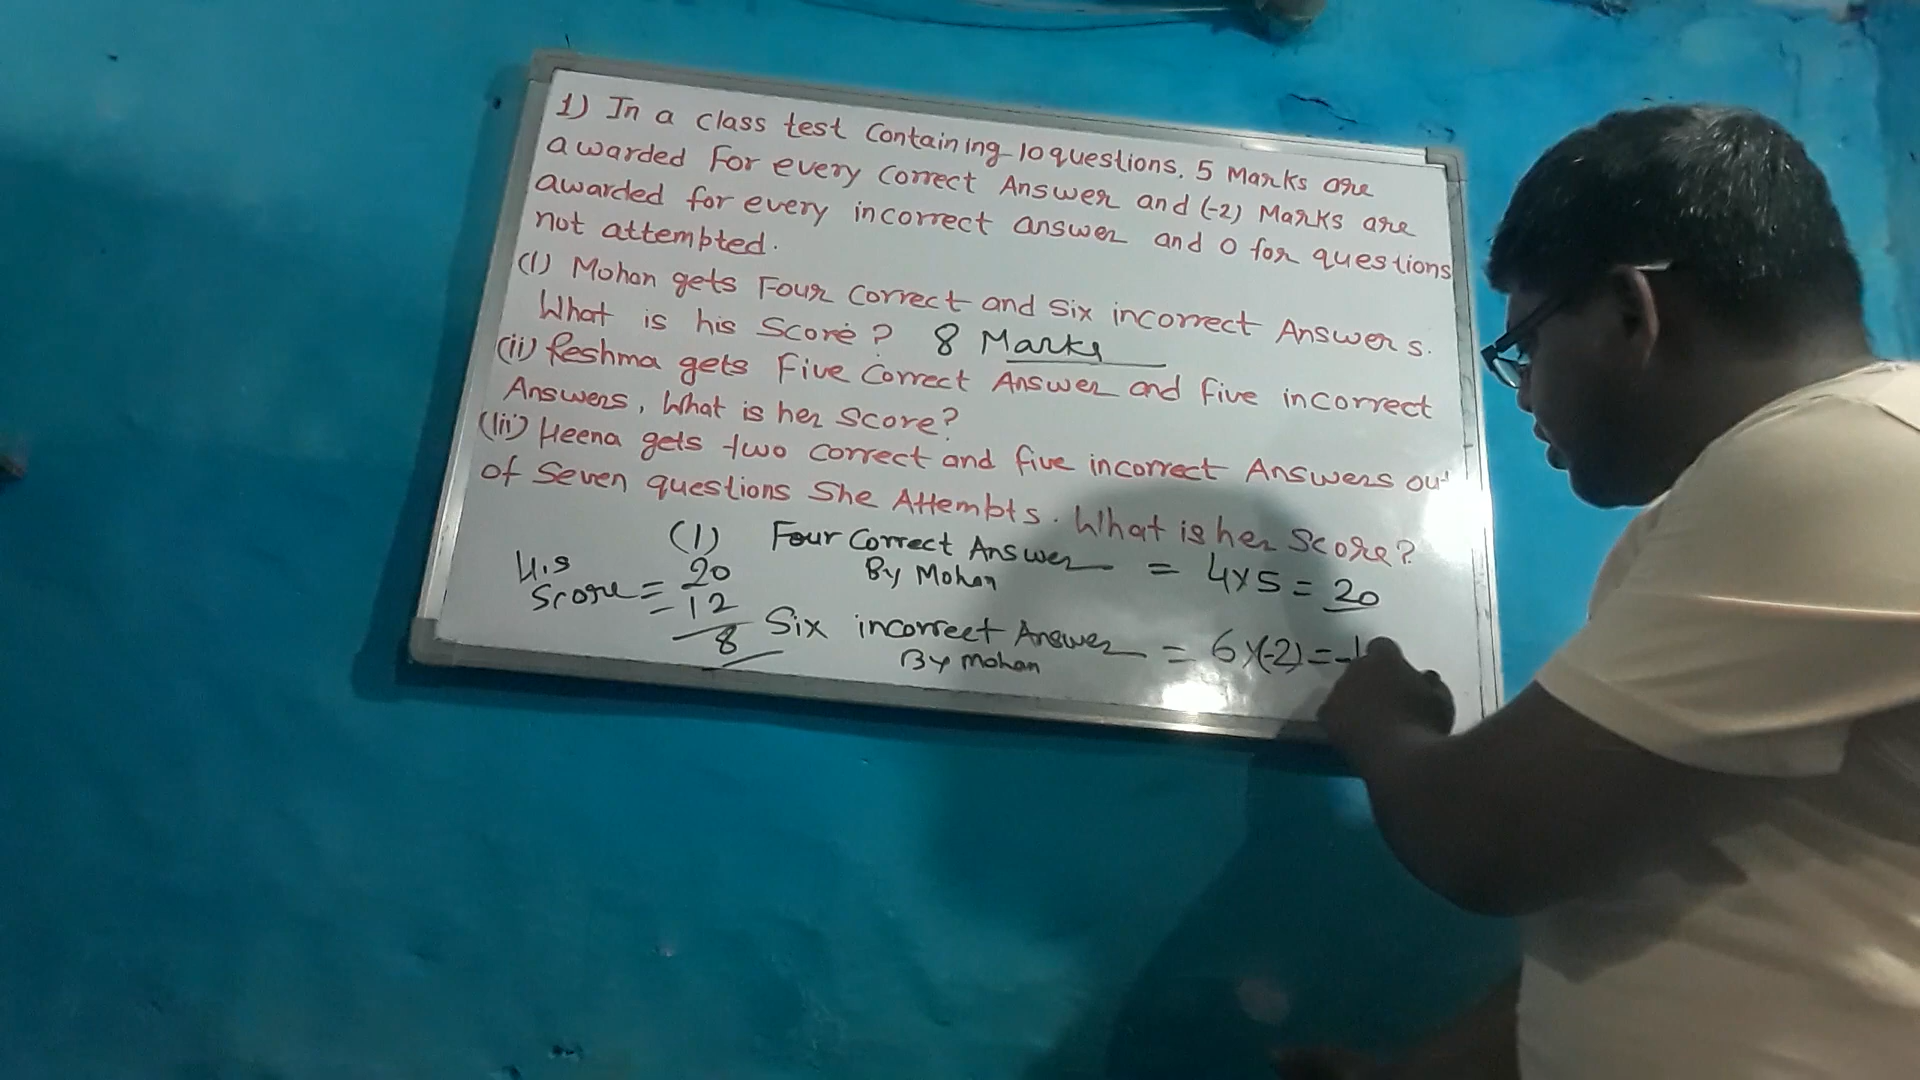 1) In a class test Containing 10 questions. 5 Marks are
awarded For every Correct Answer and (-2) Marks are
awarded for every incorrect answer and 0 for questions
not attempted.
(I) Mohan gets Four Correct and Six incorrect Answers.
What is his Score? 8 Marks
(ii) Reshma gets Five Correct Answer and five incorrect
Answers, What is her Score?
(iii) Heena gets two Correct and five incorrect Answers out
of Seven questions She Attempts. What is her Score?
(I) Four Correct Answer = 4x5 = 20
By Mohan
His
Score = 20
-12
8
Six incorrect Answer = 6x(-2) = -1
By Mohan